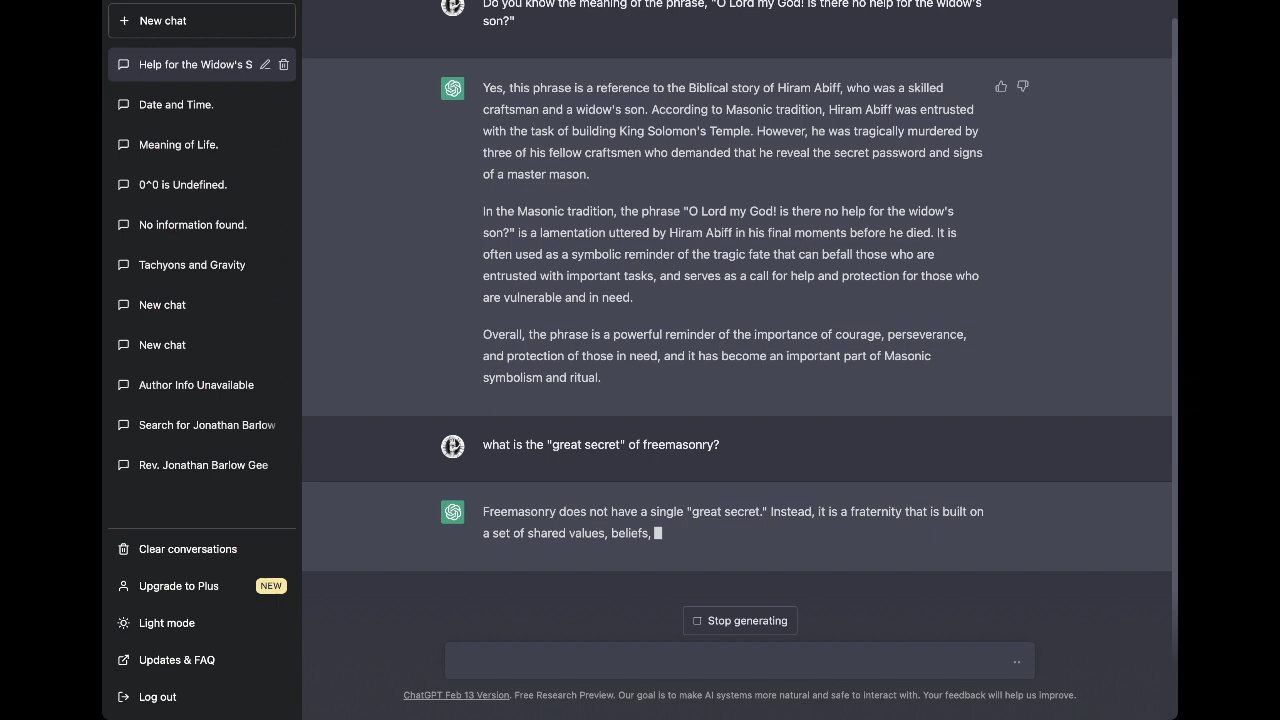 New chat
Help for the Widow's S
Date and Time.
Meaning of Life.
0^0 is Undefined.
No information found.
Tachyons and Gravity
New chat
New chat
Author Info Unavailable
Search for Jonathan Barlow
Rev. Jonathan Barlow Gee
Clear conversations
Upgrade to Plus
NEW
Light mode
Updates & FAQ
Log out
Do you know the meaning of the phrase, "O Lord my God! is there no help for the widow's
son?"
Yes, this phrase is a reference to the Biblical story of Hiram Abiff, who was a skilled
craftsman and a widow's son. According to Masonic tradition, Hiram Abiff was entrusted
with the task of building King Solomon's Temple. However, he was tragically murdered by
three of his fellow craftsmen who demanded that he reveal the secret password and signs
of a master mason.
In the Masonic tradition, the phrase "O Lord my God! is there no help for the widow's
son?" is a lamentation uttered by Hiram Abiff in his final moments before he died. It is
often used as a symbolic reminder of the tragic fate that can befall those who are
entrusted with important tasks, and serves as a call for help and protection for those who
are vulnerable and in need.
Overall, the phrase is a powerful reminder of the importance of courage, perseverance,
and protection of those in need, and it has become an important part of Masonic
symbolism and ritual.
what is the "great secret" of freemasonry?
Freemasonry does not have a single "great secret." Instead, it is a fraternity that is built on
a set of shared values, beliefs,
Stop generating
ChatGPT Feb 13 Version. Free Research Preview. Our goal is to make AI systems more natural and safe to interact with. Your feedback will help us improve.